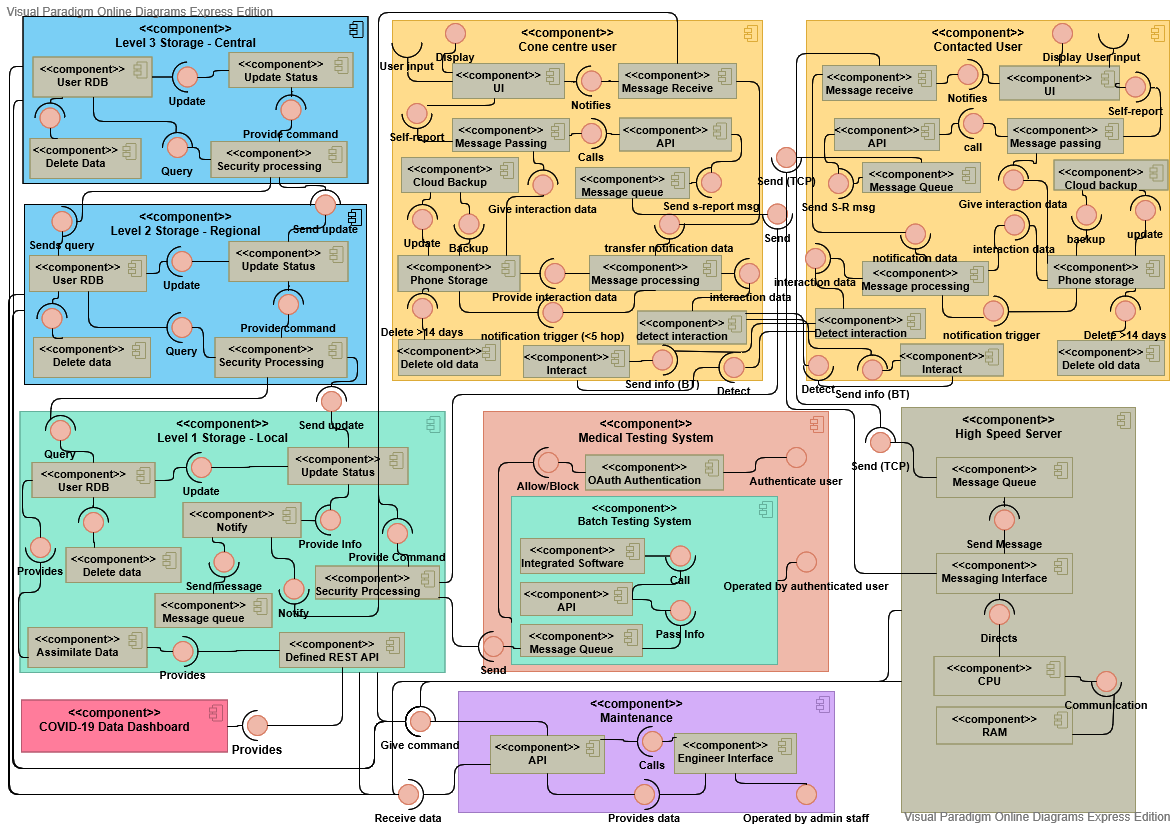 Visual Paradigm Online Diagrams Express Edition
<<component>>
Level 3 Storage - Central
<<component>>
User RDB
Update
<<component>>
Update Status
Provide command
<<component>>
Delete Data
Query
<<component>>
Security processing
<<component>>
Level 2 Storage - Regional
Sends query
Send update
<<component>>
User RDB
Update
<<component>>
Update Status
Provide command
<<component>>
Delete data
Query
<<component>>
Security Processing
<<component>>
Level 1 Storage - Local
Query
Send update
<<component>>
User RDB
Update
<<component>>
Update Status
<<component>>
Notify
Provide Info
Provide Command
Provides
<<component>>
Delete data
Send message
Notify
<<component>>
Security Processing
<<component>>
Message queue
<<component>>
Assimilate Data
Provides
<<component>>
Defined REST API
<<component>>
COVID-19 Data Dashboard
Provides
<<component>>
Cone centre user
User input
Display
<<component>>
UI
Notifies
<<component>>
Message Receive
Self-report
<<component>>
Message Passing
Calls
<<component>>
API
<<component>>
Cloud Backup
Give interaction data
<<component>>
Message queue
Send s-report msg
Update
Backup
transfer notification data
<<component>>
Phone Storage
Provide interaction data
<<component>>
Message processing
interaction data
Delete >14 days
notification trigger (<5 hop)
<<component>>
detect interaction
<<component>>
Delete old data
<<component>>
Interact
Send info (BT)
Detect
Send (TCP)
Send
<<component>>
Contacted User
Display
User input
<<component>>
Message receive
Notifies
<<component>>
UI
Self-report
<<component>>
API
call
<<component>>
Message passing
<<component>>
Message Queue
Send S-R msg
Give interaction data
<<component>>
Cloud backup
notification data
interaction data
backup
update
interaction data
<<component>>
Message processing
<<component>>
Phone storage
<<component>>
Detect interaction
notification trigger
Delete >14 days
<<component>>
Interact
<<component>>
Delete old data
Detect
Send info (BT)
<<component>>
Medical Testing System
Allow/Block
<<component>>
OAuth Authentication
Authenticate user
<<component>>
Batch Testing System
<<component>>
Integrated Software
Call
Operated by authenticated user
<<component>>
API
Pass Info
<<component>>
Message Queue
Send
<<component>>
High Speed Server
Send (TCP)
<<component>>
Message Queue
Send Message
<<component>>
Messaging Interface
Directs
<<component>>
CPU
Communication
<<component>>
RAM
<<component>>
Maintenance
Give command
<<component>>
API
Calls
<<component>>
Engineer Interface
Receive data
Provides data
Operated by admin staff
Visual Paradigm Online Diagrams Express Edition